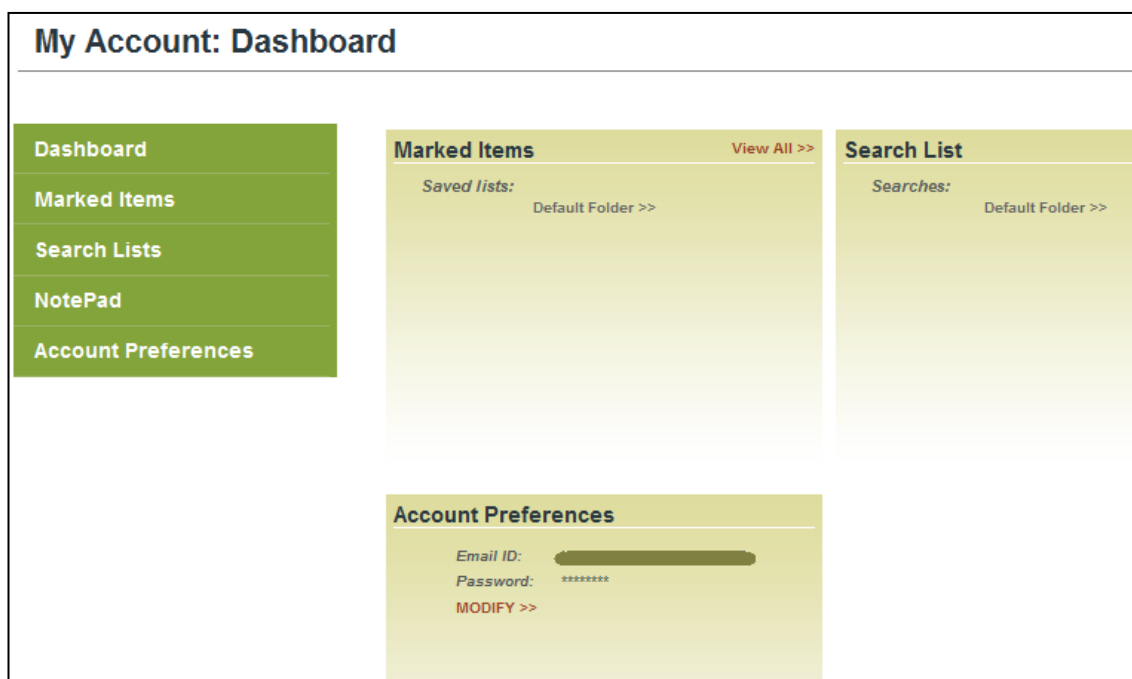 My Account: Dashboard
Dashboard
Marked Items
Search Lists
NotePad
Account Preferences
Marked Items View All >>
Saved lists:
Default Folder >>
Search List
Searches:
Default Folder >>
Account Preferences
Email ID:
Password: ********
MODIFY >>